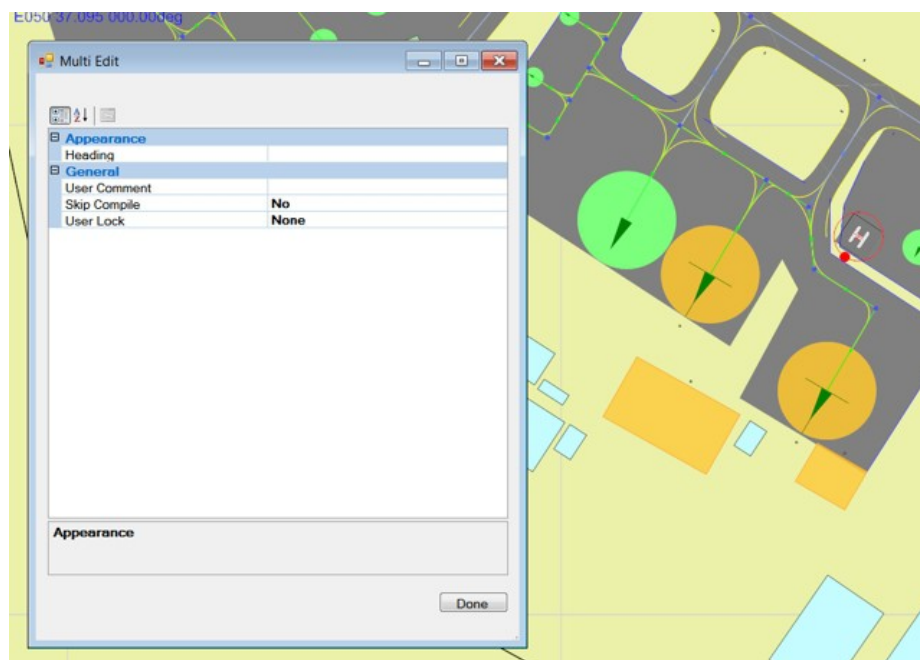 E050 37.095 000.00deg
Multi Edit
Appearance
Heading
General
User Comment
Skip Compile No
User Lock None
H
Appearance
Done